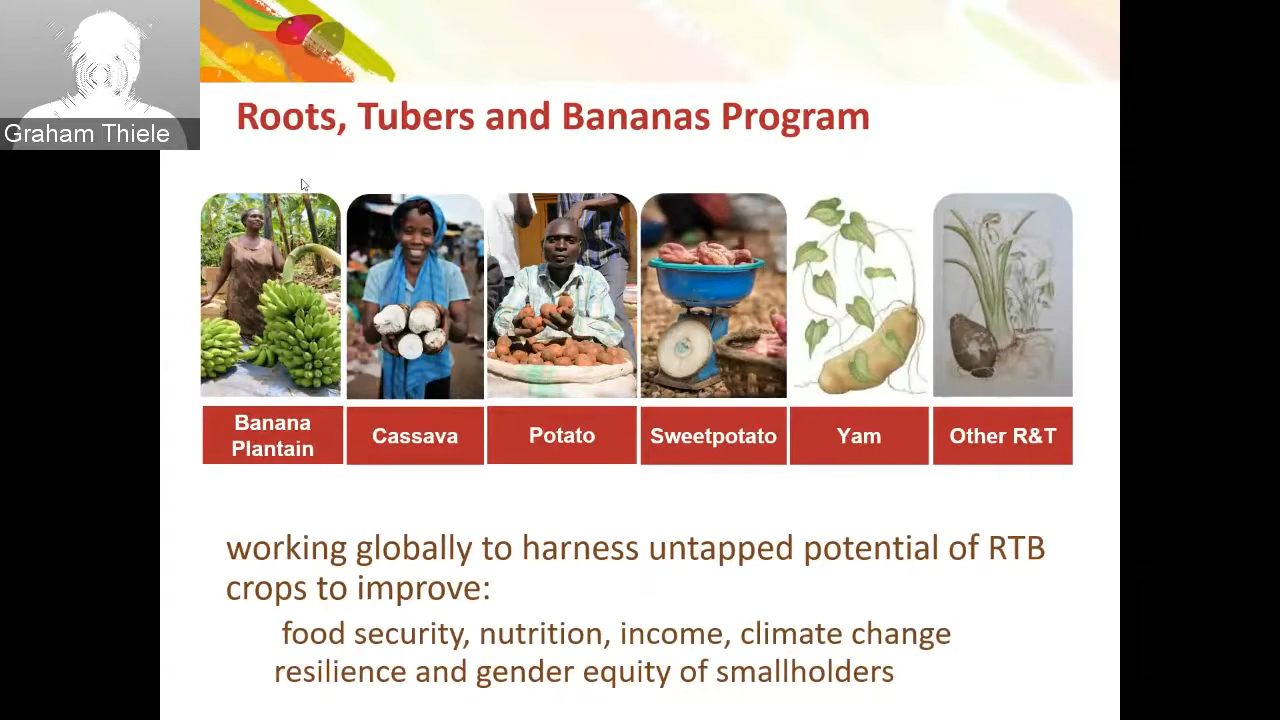 Graham Thiele
Roots, Tubers and Bananas Program
Banana
Plantain
Cassava
Potato
Sweetpotato
Yam
Other R&T
working globally to harness untapped potential of RTB
crops to improve:
food security, nutrition, income, climate change
resilience and gender equity of smallholders